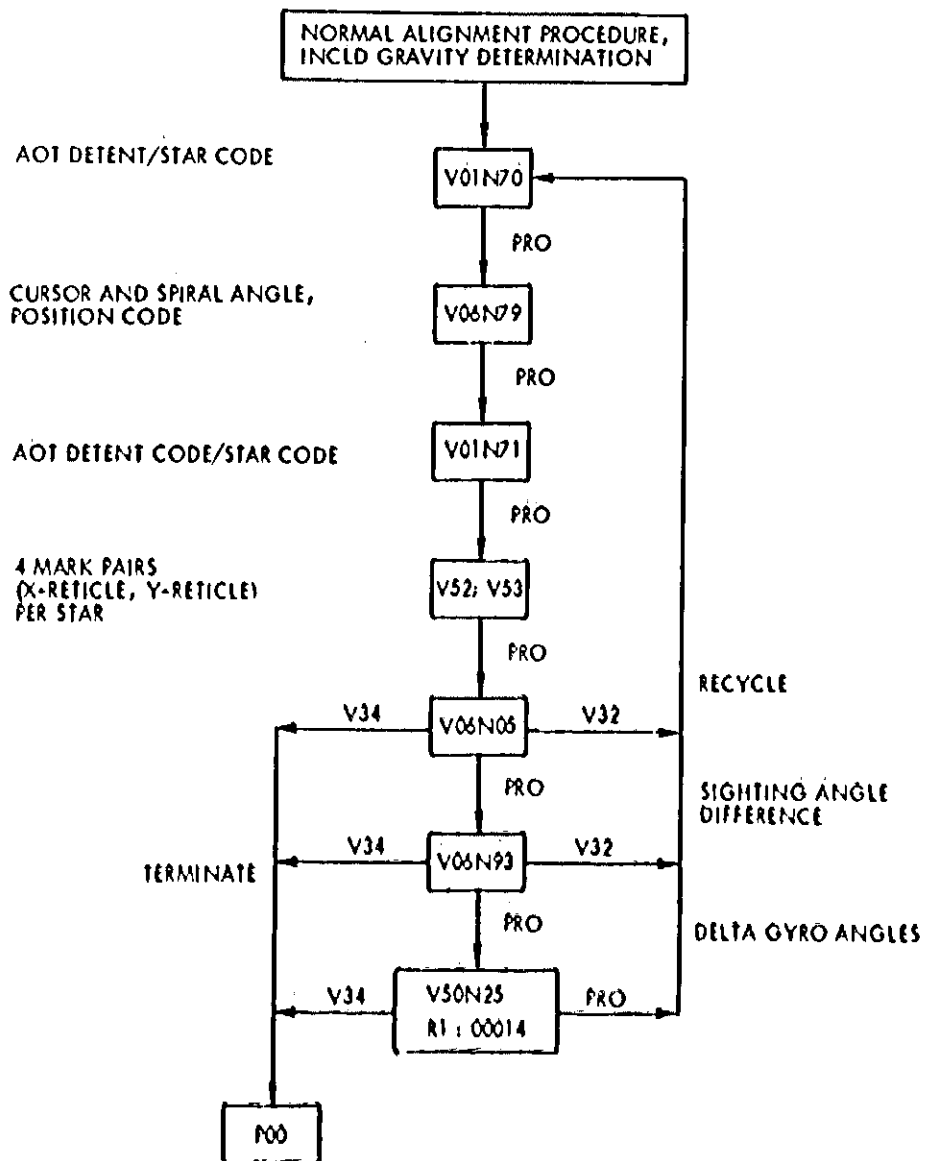 NORMAL ALIGNMENT PROCEDURE,
INCLD GRAVITY DETERMINATION
AOT DETENT/STAR CODE
V01N70
PRO
CURSOR AND SPIRAL ANGLE,
POSITION CODE
V06N79
PRO
AOT DETENT CODE/STAR CODE
V01N71
PRO
4 MARK PAIRS
(X-RETICLE, Y-RETICLE)
PER STAR
V52; V53
PRO
RECYCLE
V34
V06N05
V32
PRO
SIGHTING ANGLE
DIFFERENCE
V34
V06N93
V32
TERMINATE
PRO
DELTA GYRO ANGLES
V34
V50N25
R1 : 00014
PRO
P00